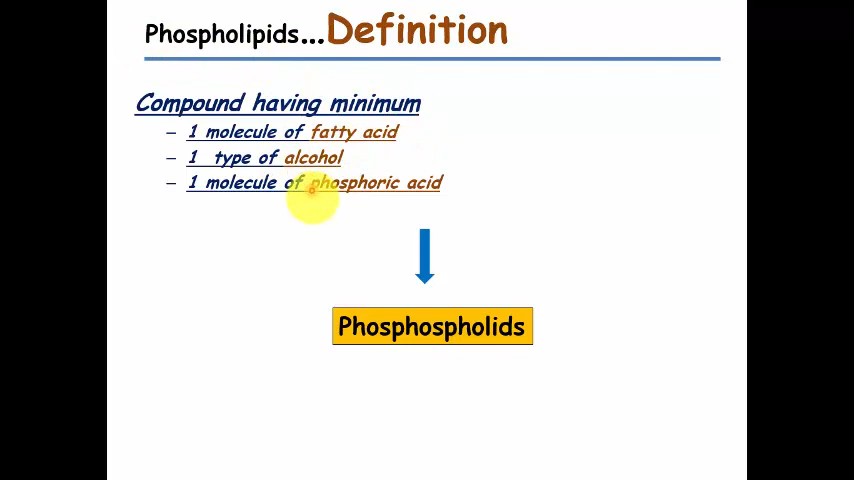 Phospholipids...Definition
Compound having minimum
– 1 molecule of fatty acid
– 1 type of alcohol
– 1 molecule of phosphoric acid
Phosphospholids